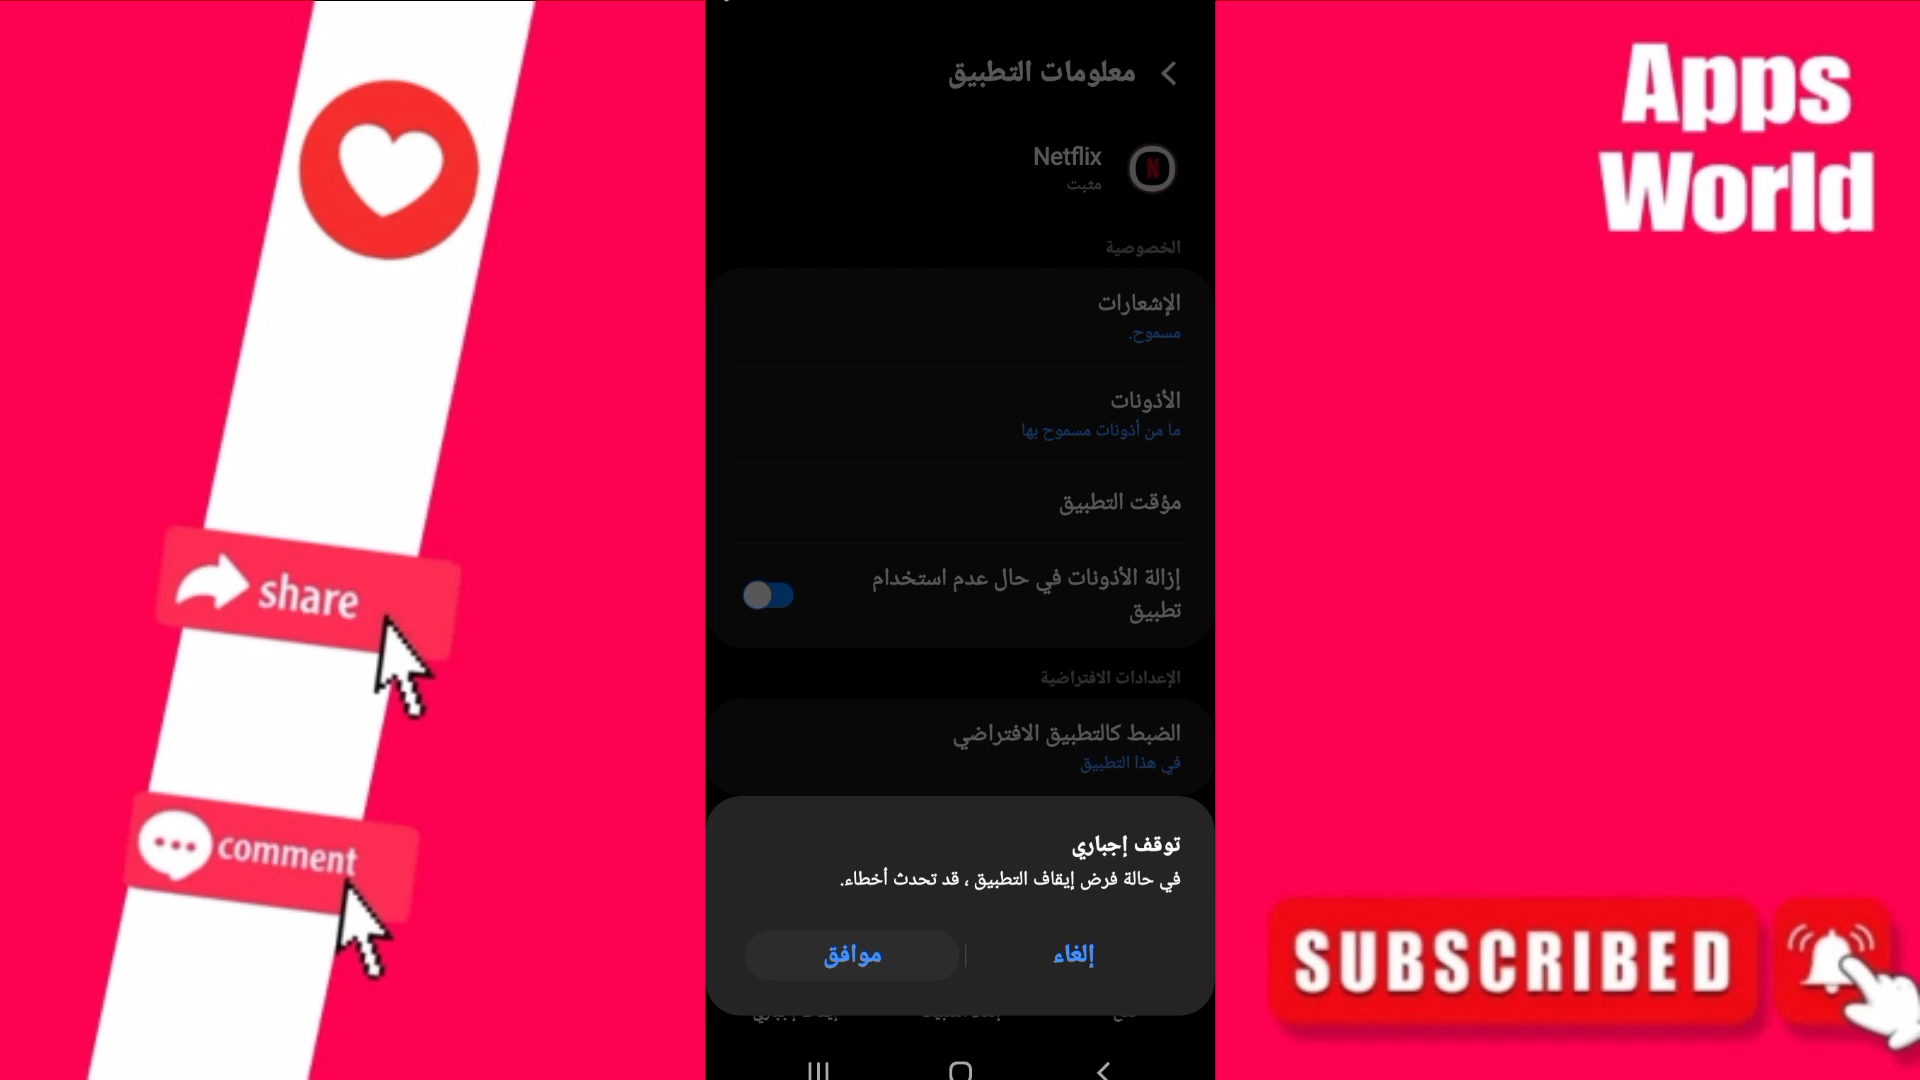 معلومات التطبيق
Netflix
مثبت
الخصوصية
الإشعارات
مسموح.
الأذونات
ما من أذونات مسموح بها
مؤقت التطبيق
إزالة الأذونات في حال عدم استخدام
تطبيق
الإعدادات الافتراضية
الضبط كالتطبيق الافتراضي
في هذا التطبيق
توقف إجباري
في حالة فرض إيقاف التطبيق ، قد تحدث أخطاء.
إلغاء
موافق
Apps
World
share
comment
SUBSCRIBED